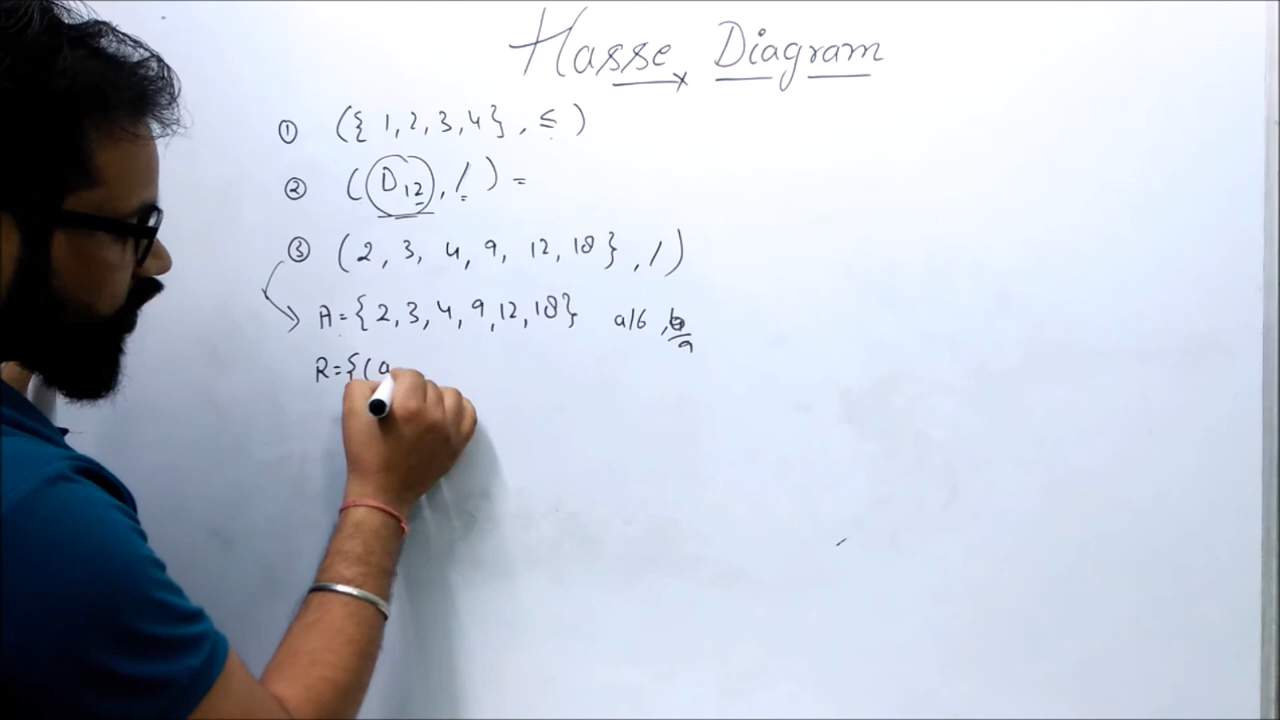 Hasse Diagram
① ({ 1, 2, 3, 4 } , ≤ )
② ( D12 , / ) =
③ ( 2, 3, 4, 9, 12, 18 } , / )
A = { 2, 3, 4, 9, 12, 18 } a/b , b/a
R = { ( a